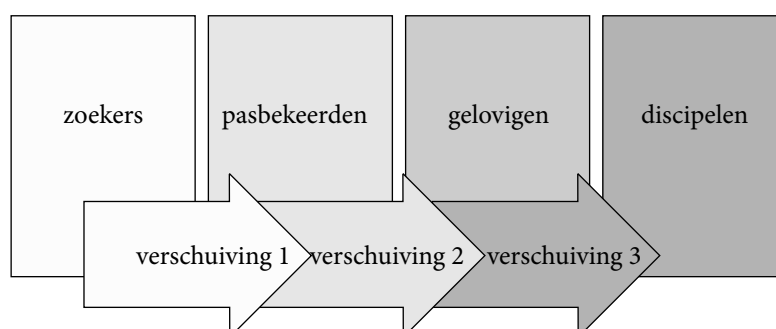 zoekers
pasbekeerden
gelovigen
discipelen
verschuiving 1
verschuiving 2
verschuiving 3